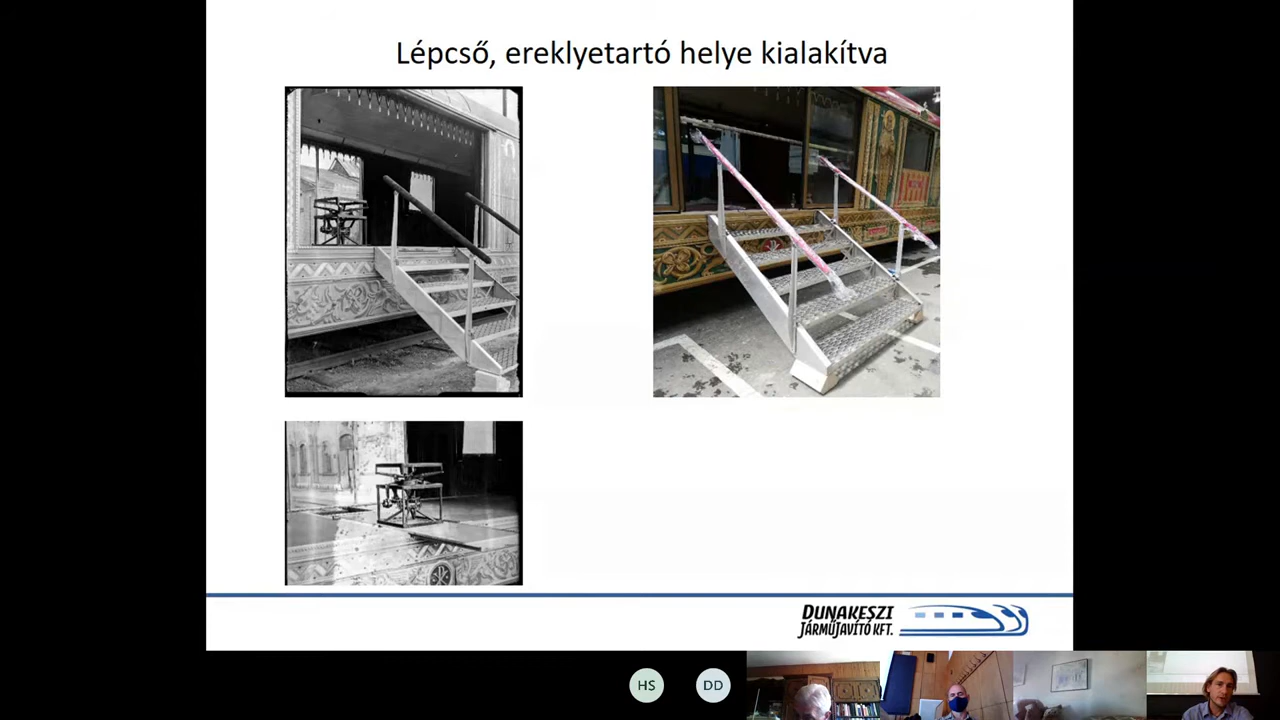 Lépcső, ereklyetartó helye kialakítva
DUNAKESZI
JÁRMŰJAVÍTÓ KFT.
HS
DD